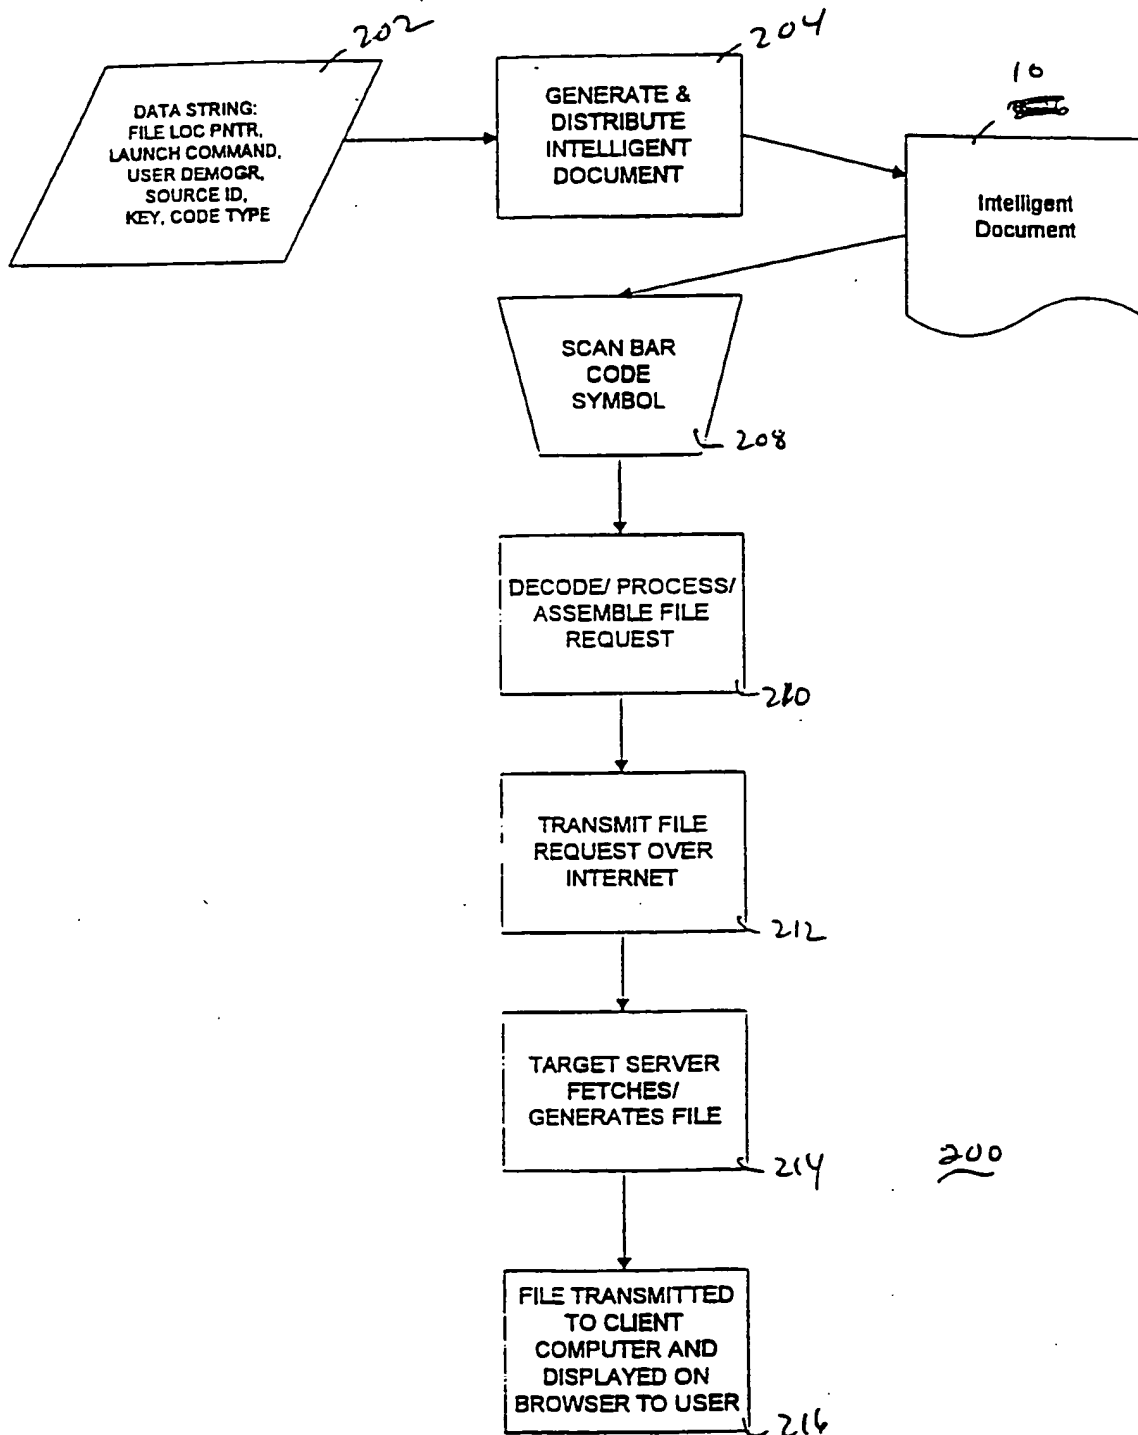 202
DATA STRING:
FILE LOC PNTR,
LAUNCH COMMAND,
USER DEMOGR,
SOURCE ID,
KEY, CODE TYPE
204
GENERATE &
DISTRIBUTE
INTELLIGENT
DOCUMENT
10
Intelligent
Document
SCAN BAR
CODE
SYMBOL
208
DECODE/ PROCESS/
ASSEMBLE FILE
REQUEST
210
TRANSMIT FILE
REQUEST OVER
INTERNET
212
TARGET SERVER
FETCHES/
GENERATES FILE
214
200
FILE TRANSMITTED
TO CLIENT
COMPUTER AND
DISPLAYED ON
BROWSER TO USER
216